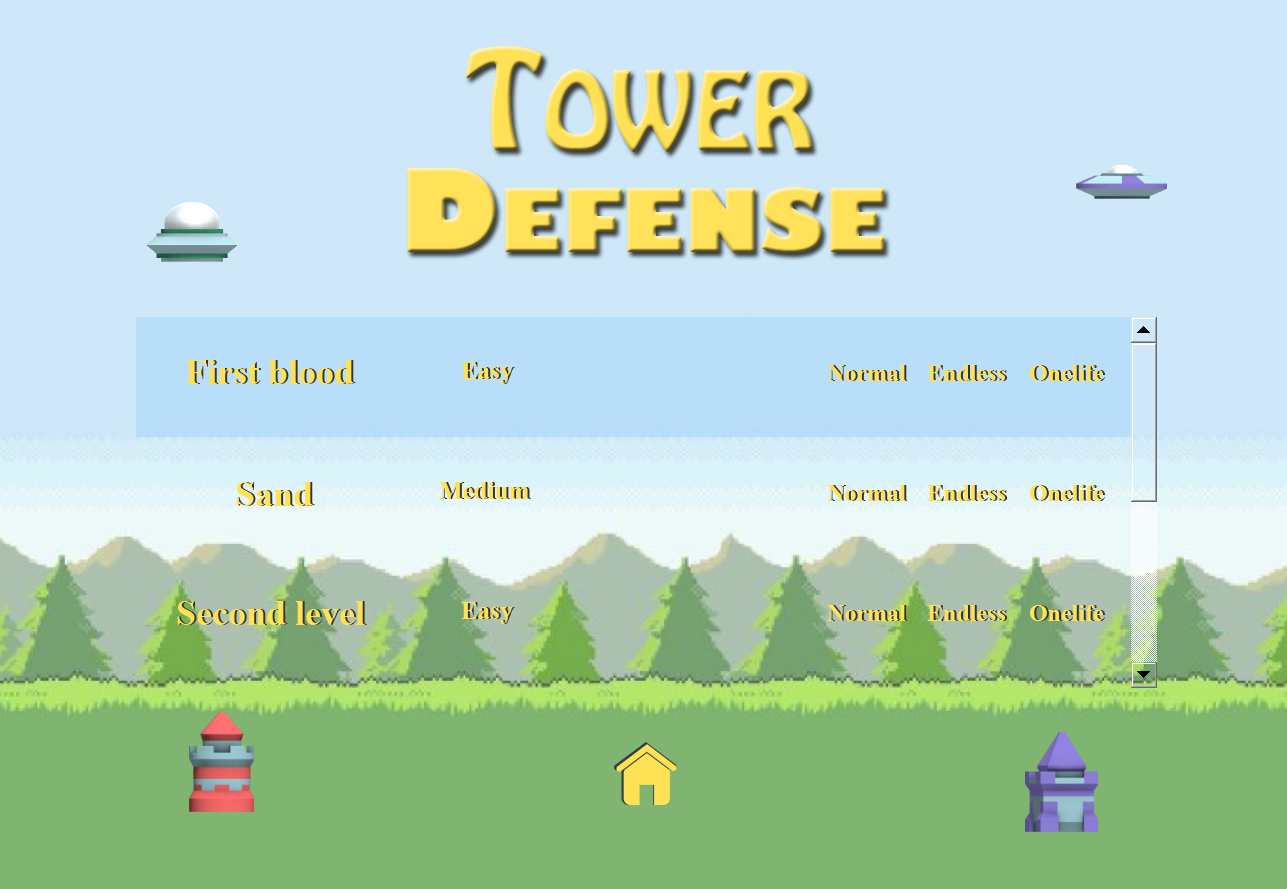 Tower
Defense
First blood Easy Normal Endless Onelife
Sand Medium Normal Endless Onelife
Second level Easy Normal Endless Onelife